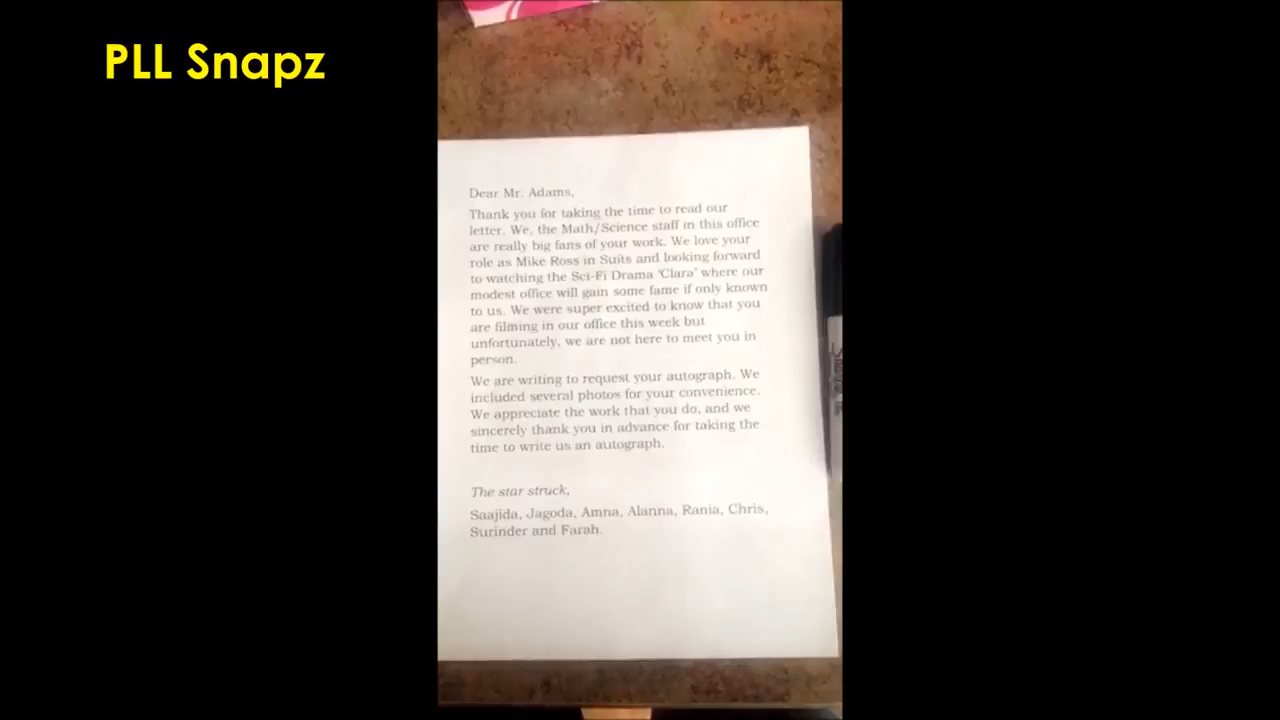 PLL Snapz
Dear Mr. Adams,
Thank you for taking the time to read our
letter. We, the Math/Science staff in this office
are really big fans of your work. We love your
role as Mike Ross in Suits and looking forward
to watching the Sci-Fi Drama 'Clara' where our
modest office will gain some fame if only known
to us. We were super excited to know that you
are filming in our office this week but
unfortunately, we are not here to meet you in
person.
We are writing to request your autograph. We
included several photos for your convenience.
We appreciate the work that you do, and we
sincerely thank you in advance for taking the
time to write us an autograph.
The star struck,
Saajida, Jagoda, Amna, Alanna, Rania, Chris,
Surinder and Farah.